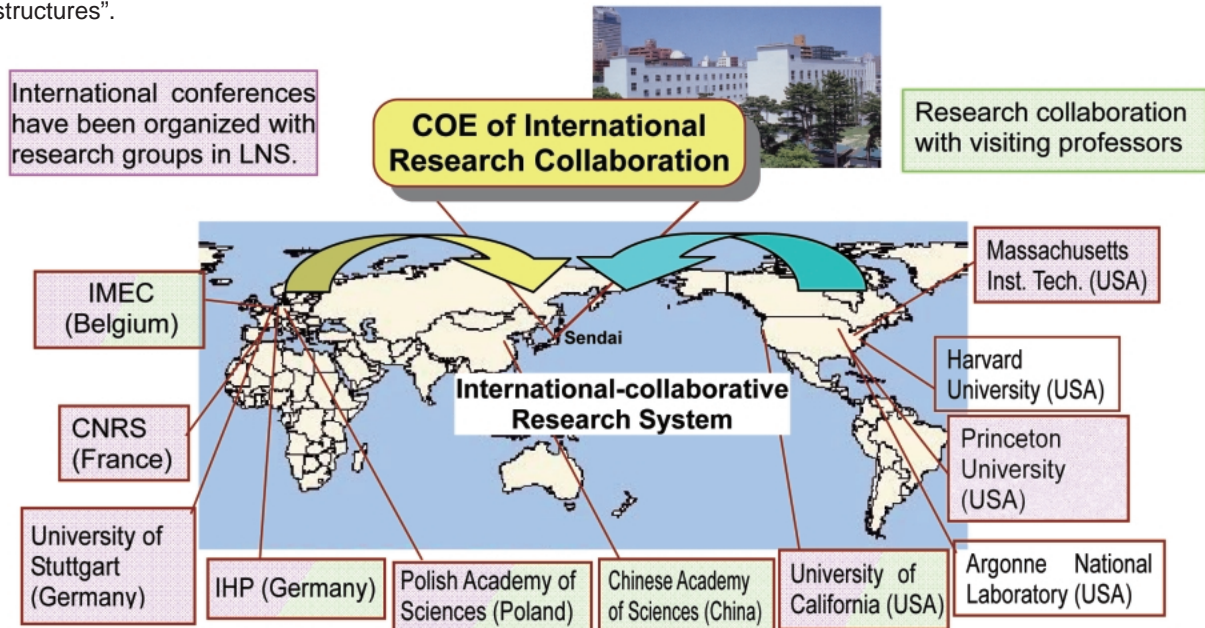 structures”.
International conferences
have been organized with
research groups in LNS.
COE of International
Research Collaboration
Research collaboration
with visiting professors
IMEC
(Belgium)
Massachusetts
Inst. Tech. (USA)
Sendai
Harvard
University (USA)
International-collaborative
Research System
CNRS
(France)
Princeton
University
(USA)
University of
Stuttgart
(Germany)
IHP (Germany)
Polish Academy of
Sciences (Poland)
Chinese Academy
of Sciences (China)
University of
California (USA)
Argonne National
Laboratory (USA)